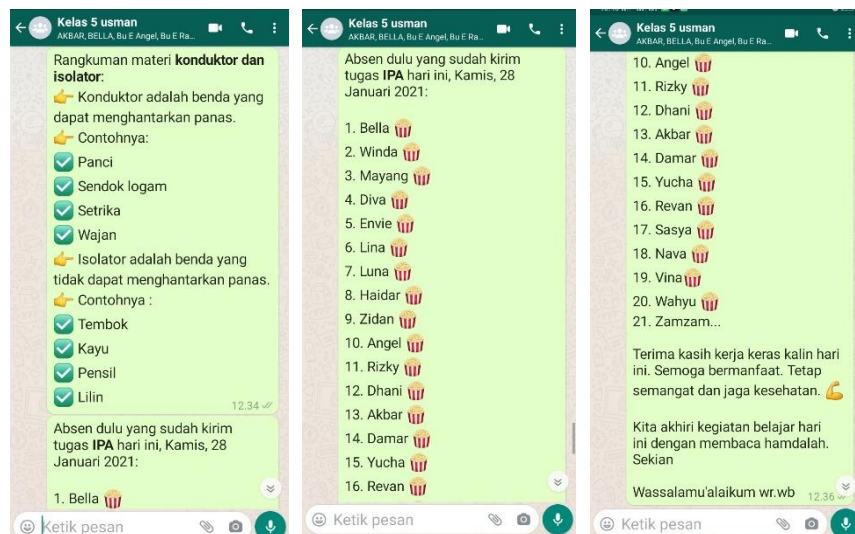 Kelas 5 usman
AKBAR, BELLA, Bu E Angel, Bu E Ra...
Rangkuman materi konduktor dan
isolator:
👉 Konduktor adalah benda yang
dapat menghantarkan panas.
👉 Contohnya:
✅ Panci
✅ Sendok logam
✅ Setrika
✅ Wajan
👉 Isolator adalah benda yang
tidak dapat menghantarkan panas.
👉 Contohnya :
✅ Tembok
✅ Kayu
✅ Pensil
✅ Lilin
12.34
Absen dulu yang sudah kirim
tugas IPA hari ini, Kamis, 28
Januari 2021:
1. Bella 🍿
Ketik pesan
Kelas 5 usman
AKBAR, BELLA, Bu E Angel, Bu E Ra...
Absen dulu yang sudah kirim
tugas IPA hari ini, Kamis, 28
Januari 2021:
1. Bella 🍿
2. Winda 🍿
3. Mayang 🍿
4. Diva 🍿
5. Envie 🍿
6. Lina 🍿
7. Luna 🍿
8. Haidar 🍿
9. Zidan 🍿
10. Angel 🍿
11. Rizky 🍿
12. Dhani 🍿
13. Akbar 🍿
14. Damar 🍿
15. Yucha 🍿
16. Revan 🍿
Ketik pesan
Kelas 5 usman
AKBAR, BELLA, Bu E Angel, Bu E Ra...
10. Angel 🍿
11. Rizky 🍿
12. Dhani 🍿
13. Akbar 🍿
14. Damar 🍿
15. Yucha 🍿
16. Revan 🍿
17. Sasya 🍿
18. Nava 🍿
19. Vina🍿
20. Wahyu 🍿
21. Zamzam...
Terima kasih kerja keras kalin hari
ini. Semoga bermanfaat. Tetap
semangat dan jaga kesehatan. 💪
Kita akhiri kegiatan belajar hari
ini dengan membaca hamdalah.
Sekian
Wassalamu'alaikum wr.wb
12.36
Ketik pesan